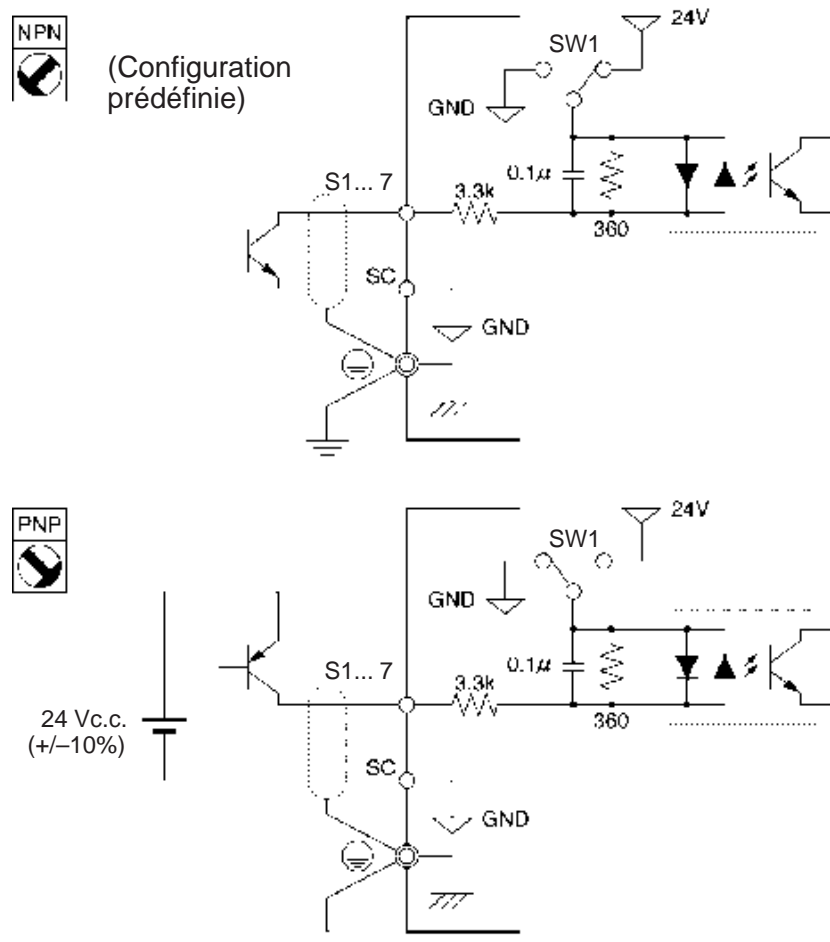 NPN
(Configuration
prédéfinie)
24V
SW1
GND
S1... 7
3.3k
0.1μ
360
SC
GND
PNP
24V
SW1
GND
S1... 7
3.3k
0.1μ
360
24 Vc.c.
(+/–10%)
SC
GND